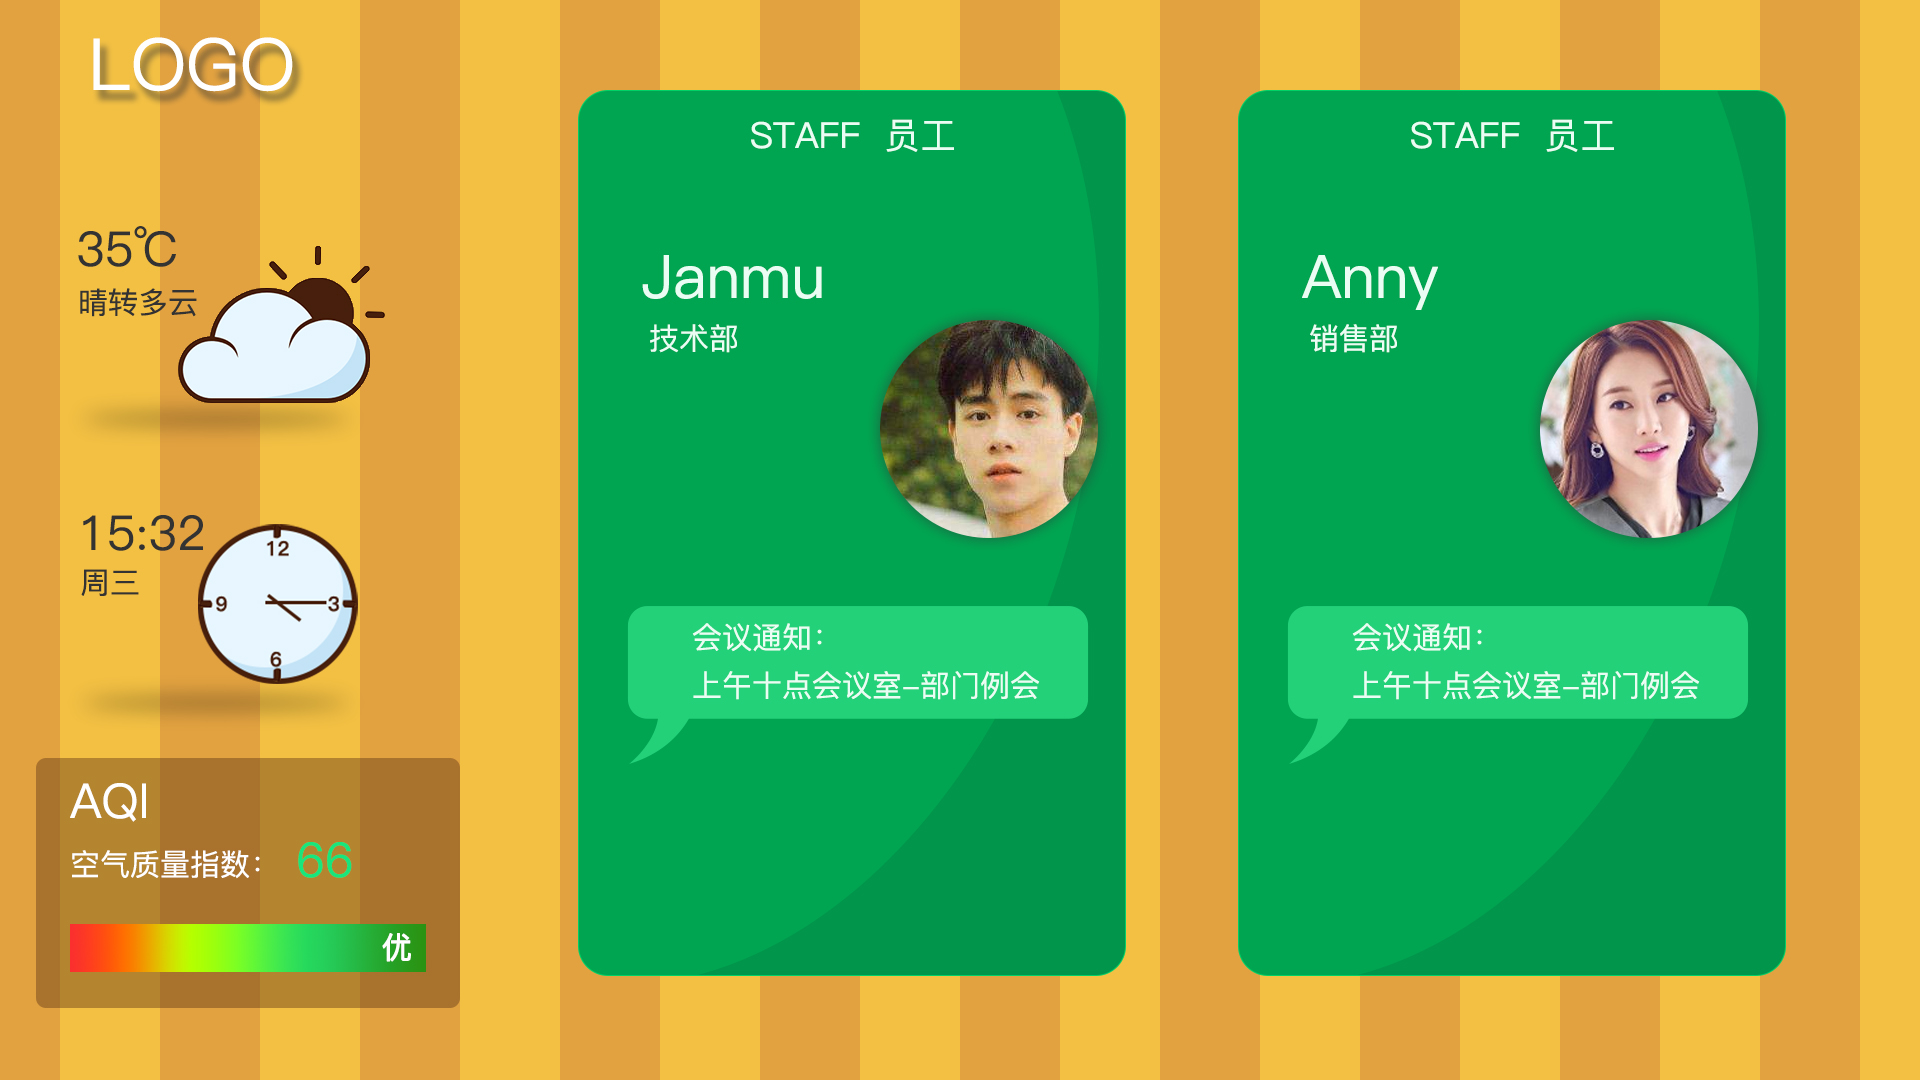 LOGO
35℃
晴转多云
15:32
周三
12
9
3
6
AQI
空气质量指数： 66
优
STAFF 员工
Janmu
技术部
会议通知：
上午十点会议室–部门例会
STAFF 员工
Anny
销售部
会议通知：
上午十点会议室–部门例会